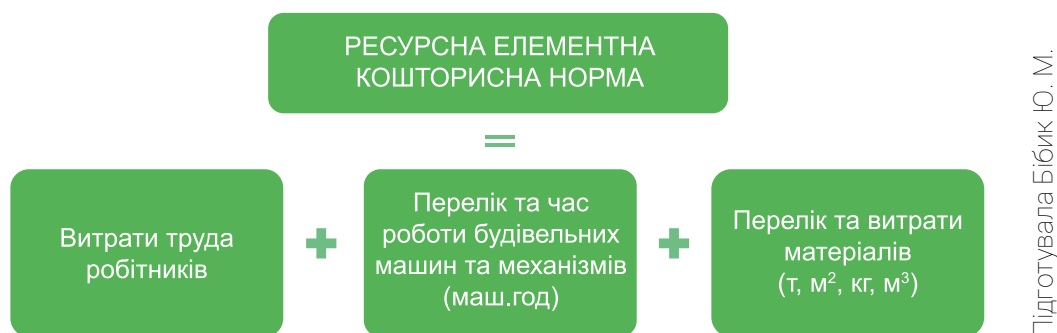 РЕСУРСНА ЕЛЕМЕНТНА
КОШТОРИСНА НОРМА
=
Витрати труда
робітників
+
Перелік та час
роботи будівельних
машин та механізмів
(маш.год)
+
Перелік та витрати
матеріалів
(т, м², кг, м³)
Підготувала Бібик Ю. М.